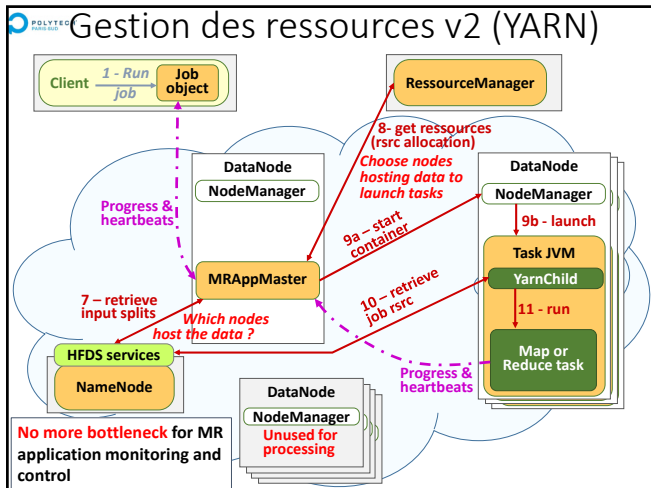 POLYTECH
PARIS-SUD
Gestion des ressources v2 (YARN)
Client
1 - Run
job
Job
object
RessourceManager
8- get ressources
(rsrc allocation)
Choose nodes
hosting data to
launch tasks
DataNode
NodeManager
Progress &
heartbeats
MRAppMaster
9a – start
container
DataNode
NodeManager
9b - launch
Task JVM
YarnChild
11 - run
Map or
Reduce task
10 – retrieve
job rsrc
7 – retrieve
input splits
Which nodes
host the data ?
HFDS services
NameNode
Progress &
heartbeats
DataNode
NodeManager
Unused for
processing
No more bottleneck for MR
application monitoring and
control